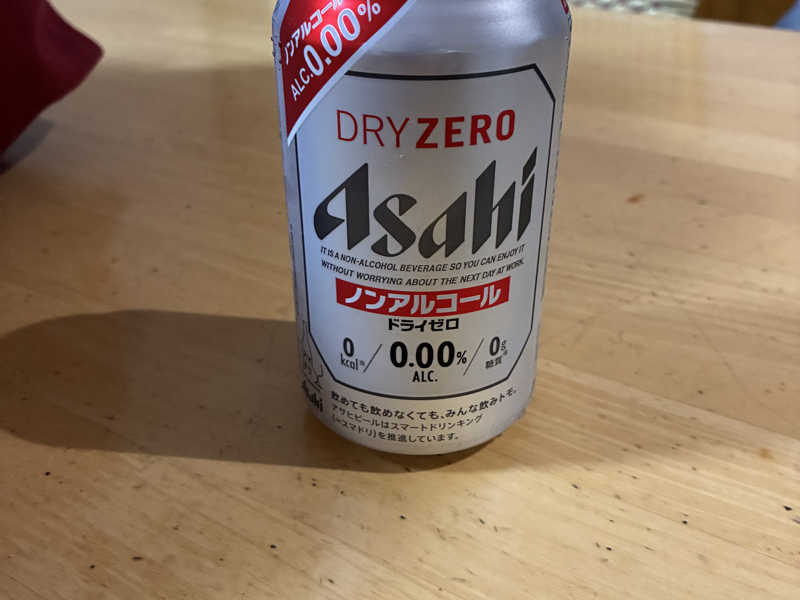 ノンアルコール
ALC.0.00%
DRY ZERO
Asahi
IT IS A NON-ALCOHOL BEVERAGE SO YOU CAN ENJOY IT
WITHOUT WORRYING ABOUT THE NEXT DAY AT WORK.
ノンアルコール
ドライゼロ
0 kcal※ / 0.00% ALC. / 0g 糖質※
飲めても飲めなくても、みんな飲みトモ。
アサヒビールはスマートドリンキング
(=スマドリ)を推進しています。
Asahi